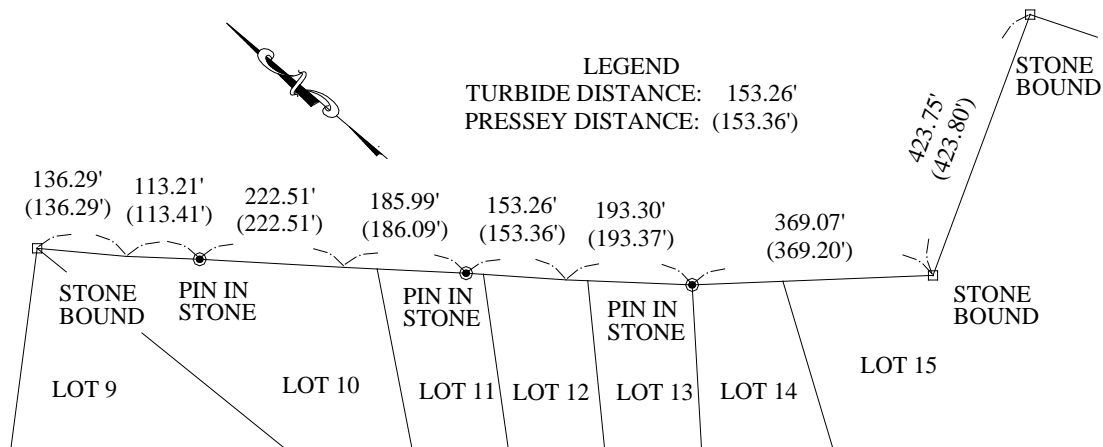 LEGEND
TURBIDE DISTANCE: 153.26'
PRESSEY DISTANCE: (153.36')
STONE
BOUND
423.75'
(423.80')
136.29'
(136.29')
113.21'
(113.41')
222.51'
(222.51')
185.99'
(186.09')
153.26'
(153.36')
193.30'
(193.37')
369.07'
(369.20')
STONE
BOUND
PIN IN
STONE
PIN IN
STONE
PIN IN
STONE
STONE
BOUND
LOT 9
LOT 10
LOT 11
LOT 12
LOT 13
LOT 14
LOT 15